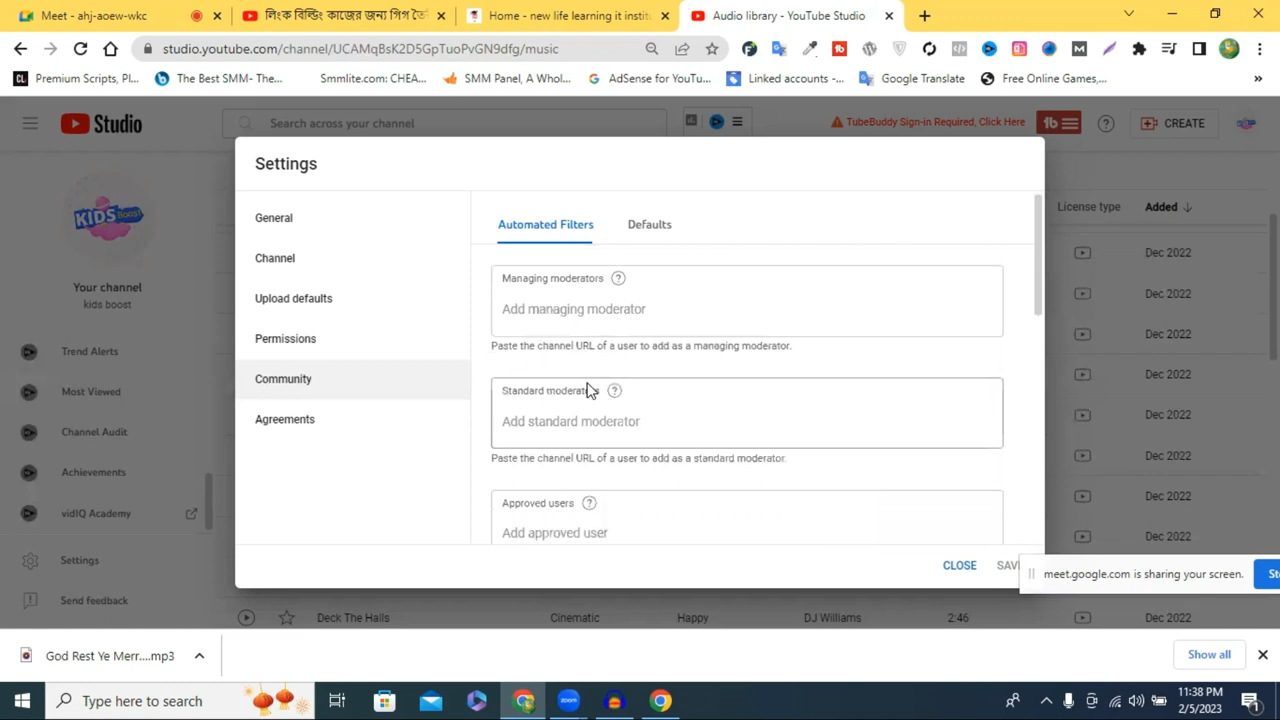 Meet - ahj-aoew-wkc
লিংক বিল্ডিং কাজের জন্য গিগ তৈ
Home - new life learning it instit
Audio library - YouTube Studio
studio.youtube.com/channel/UCAMqBsK2D5GpTuoPvGN9dfg/music
Premium Scripts, Pl...
The Best SMM- The...
Smmlite.com: CHEA...
SMM Panel, A Whol...
AdSense for YouTu...
Linked accounts -...
Google Translate
Free Online Games,...
Studio
Search across your channel
TubeBuddy Sign-in Required, Click Here
CREATE
KIDS Boost
Your channel
kids boost
Trend Alerts
Most Viewed
Channel Audit
Achievements
vidIQ Academy
Settings
Send feedback
Settings
General
Channel
Upload defaults
Permissions
Community
Agreements
Automated Filters
Defaults
Managing moderators
Add managing moderator
Paste the channel URL of a user to add as a managing moderator.
Standard moderators
Add standard moderator
Paste the channel URL of a user to add as a standard moderator.
Approved users
Add approved user
CLOSE
SAV
License type
Added
Dec 2022
Dec 2022
Dec 2022
Dec 2022
Dec 2022
Dec 2022
Dec 2022
Dec 2022
meet.google.com is sharing your screen.
St
Deck The Halls
Cinematic
Happy
DJ Williams
2:46
Dec 2022
God Rest Ye Merr....mp3
Show all
Type here to search
11:38 PM
2/5/2023